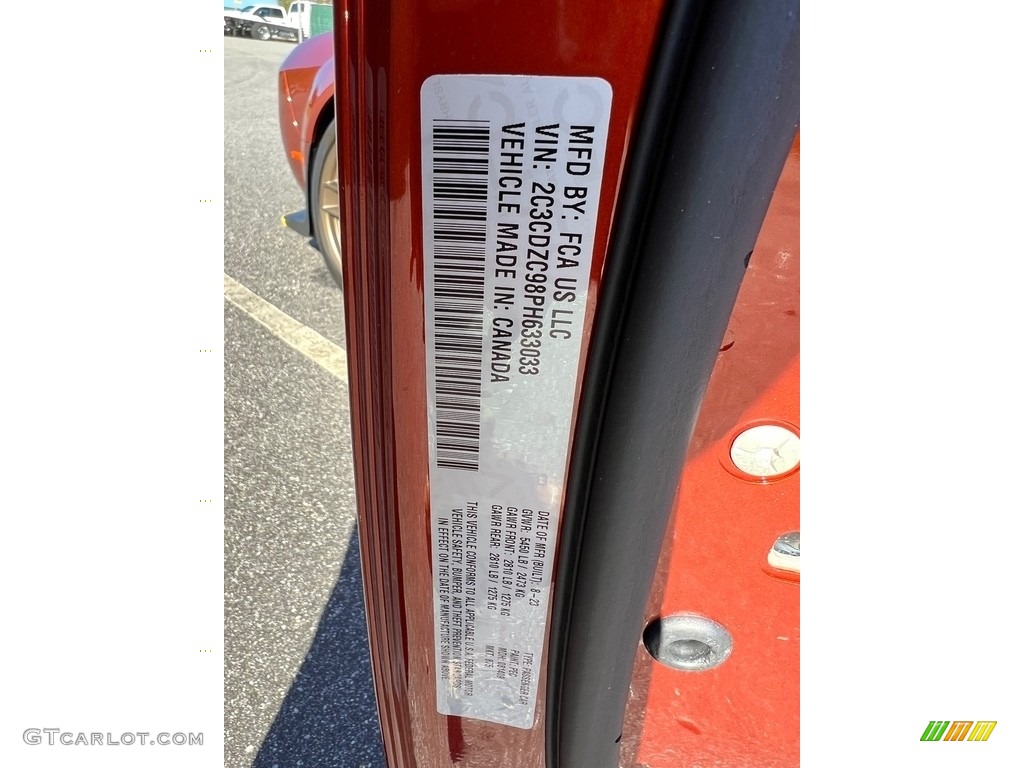 MFD BY: FCA US LLC
VIN: 2C3CDZC98PH633033
VEHICLE MADE IN: CANADA
DATE OF MFR (BUILT): 8-23
GVWR: 5450 LB / 2473 KG
GAWR FRONT: 2810 LB / 1275 KG
GAWR REAR: 2810 LB / 1275 KG
TYPE: PASSENGER CAR
THIS VEHICLE CONFORMS TO ALL APPLICABLE U.S.A. FEDERAL MOTOR
VEHICLE SAFETY, BUMPER, AND THEFT PREVENTION STANDARDS
IN EFFECT ON THE DATE OF MANUFACTURE SHOWN ABOVE.
GTCARLOT.COM